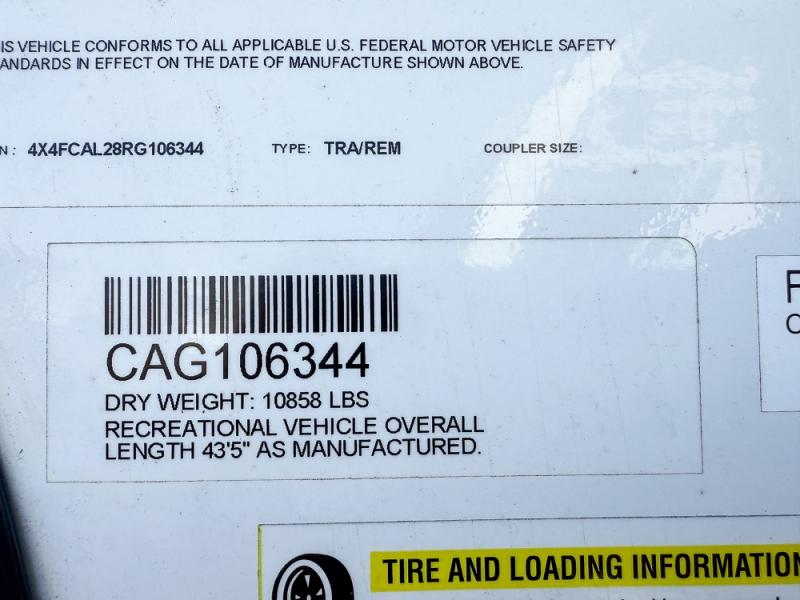 IS VEHICLE CONFORMS TO ALL APPLICABLE U.S. FEDERAL MOTOR VEHICLE SAFETY
ANDARDS IN EFFECT ON THE DATE OF MANUFACTURE SHOWN ABOVE.
N : 4X4FCAL28RG106344 TYPE: TRA/REM COUPLER SIZE:
CAG106344
DRY WEIGHT: 10858 LBS
RECREATIONAL VEHICLE OVERALL
LENGTH 43'5" AS MANUFACTURED.
TIRE AND LOADING INFORMATION